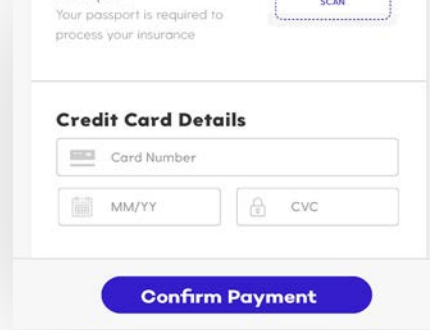 SCAN
Your passport is required to
process your insurance
Credit Card Details
Card Number
MM/YY
CVC
Confirm Payment